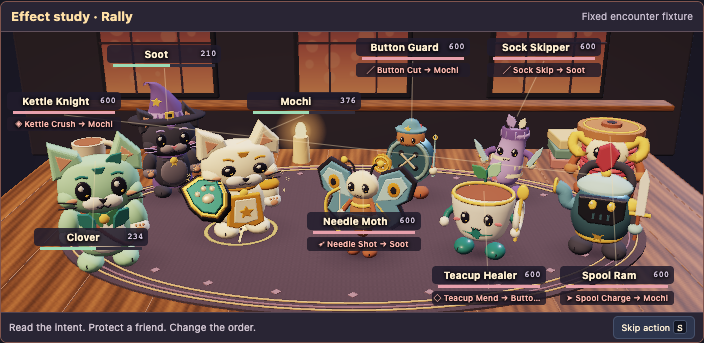 Effect study · Rally
Fixed encounter fixture
Soot 210
Button Guard 600
Button Cut → Mochi
Sock Skipper 600
Sock Skip → Soot
Kettle Knight 600
Kettle Crush → Mochi
Mochi 376
Clover 234
Needle Moth 600
Needle Shot → Soot
Teacup Healer 600
Teacup Mend → Butto...
Spool Ram 600
Spool Charge → Mochi
Read the intent. Protect a friend. Change the order.
Skip action S